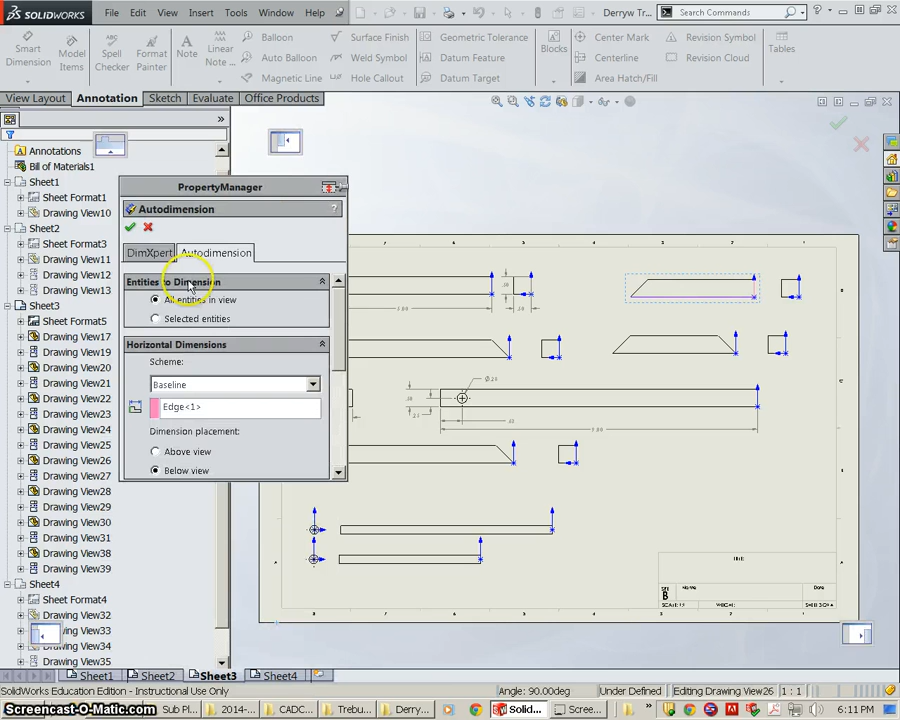 SOLIDWORKS File Edit View Insert Tools Window Help Derryw Tr... Search Commands
Smart Dimension
Model Items
Spell Checker
Format Painter
Note
Linear Note ...
Balloon
Auto Balloon
Magnetic Line
Surface Finish
Weld Symbol
Hole Callout
Geometric Tolerance
Datum Feature
Datum Target
Blocks
Center Mark
Centerline
Area Hatch/Fill
Revision Symbol
Revision Cloud
Tables
View Layout Annotation Sketch Evaluate Office Products
Annotations
Bill of Materials1
Sheet1
Sheet Format1
Drawing View10
Sheet2
Sheet Format3
Drawing View11
Drawing View12
Drawing View13
Sheet3
Sheet Format5
Drawing View17
Drawing View19
Drawing View20
Drawing View21
Drawing View22
Drawing View23
Drawing View24
Drawing View25
Drawing View26
Drawing View27
Drawing View28
Drawing View29
Drawing View30
Drawing View31
Drawing View38
Drawing View39
Sheet4
Sheet Format4
Drawing View32
Drawing View33
Drawing View34
Drawing View35
PropertyManager
Autodimension ?
DimXpert Autodimension
Entities to Dimension
All entities in view
Selected entities
Horizontal Dimensions
Scheme:
Baseline
Edge<1>
Dimension placement:
Above view
Below view
Sheet1 Sheet2 Sheet3 Sheet4
SolidWorks Education Edition - Instructional Use Only Angle: 90.00deg Under Defined Editing Drawing View26 1 : 1
Screencast-O-Matic.com Sub Pl... 2014-... CADC... Trebu... Derry... Solid... Scree... 6:11 PM